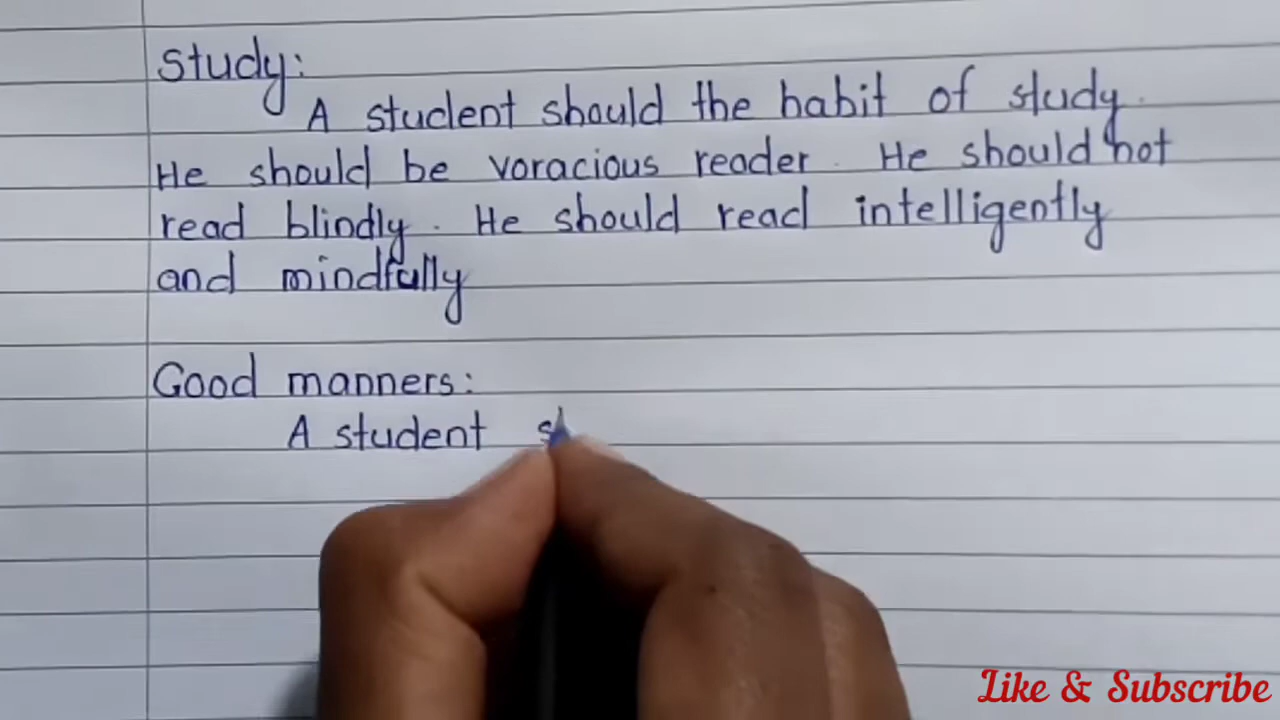 Study:
A student should the habit of study.
He should be voracious reader. He should not
read blindly. He should read intelligently
and mindfully
Good manners:
A student
Like & Subscribe